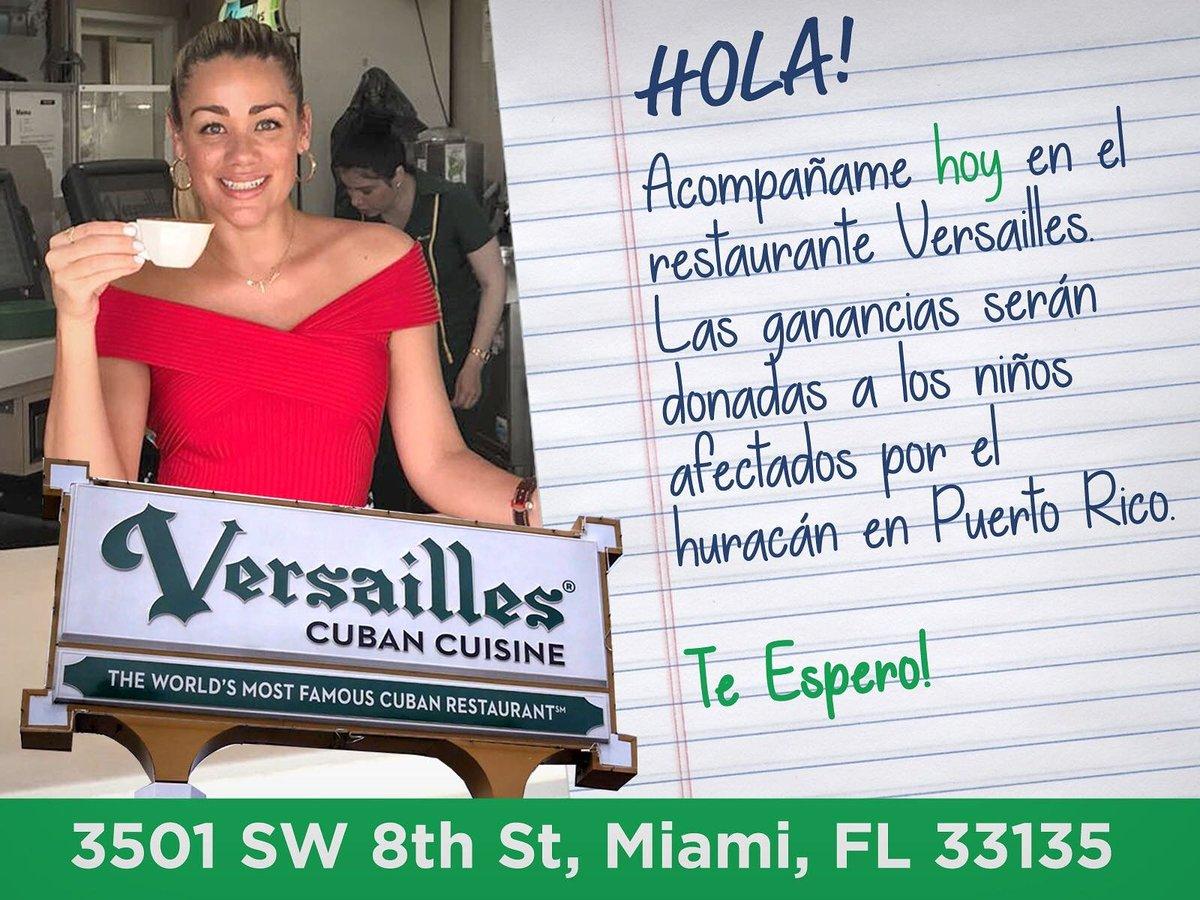 HOLA!
Acompañame hoy en el
restaurante Versailles.
Las ganancias serán
donadas a los niños
afectados por el
huracán en Puerto Rico.
Te Espero!
Menu
Versailles®
CUBAN CUISINE
THE WORLD'S MOST FAMOUS CUBAN RESTAURANT℠
3501 SW 8th St, Miami, FL 33135